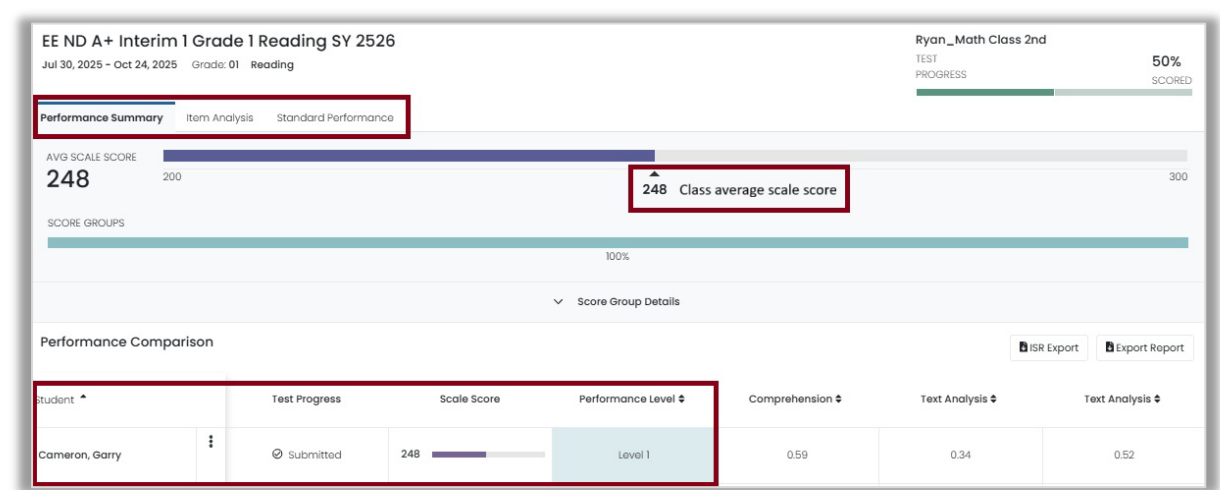 EE ND A+ Interim 1 Grade 1 Reading SY 2526
Jul 30, 2025 - Oct 24, 2025 Grade: 01 Reading
Ryan_Math Class 2nd
TEST PROGRESS
50% SCORED
Performance Summary Item Analysis Standard Performance
AVG SCALE SCORE
248
200
300
248 Class average scale score
SCORE GROUPS
100%
Score Group Details
Performance Comparison
ISR Export Export Report
Student Test Progress Scale Score Performance Level Comprehension Text Analysis Text Analysis
Cameron, Garry Submitted 248 Level 1 0.59 0.34 0.52